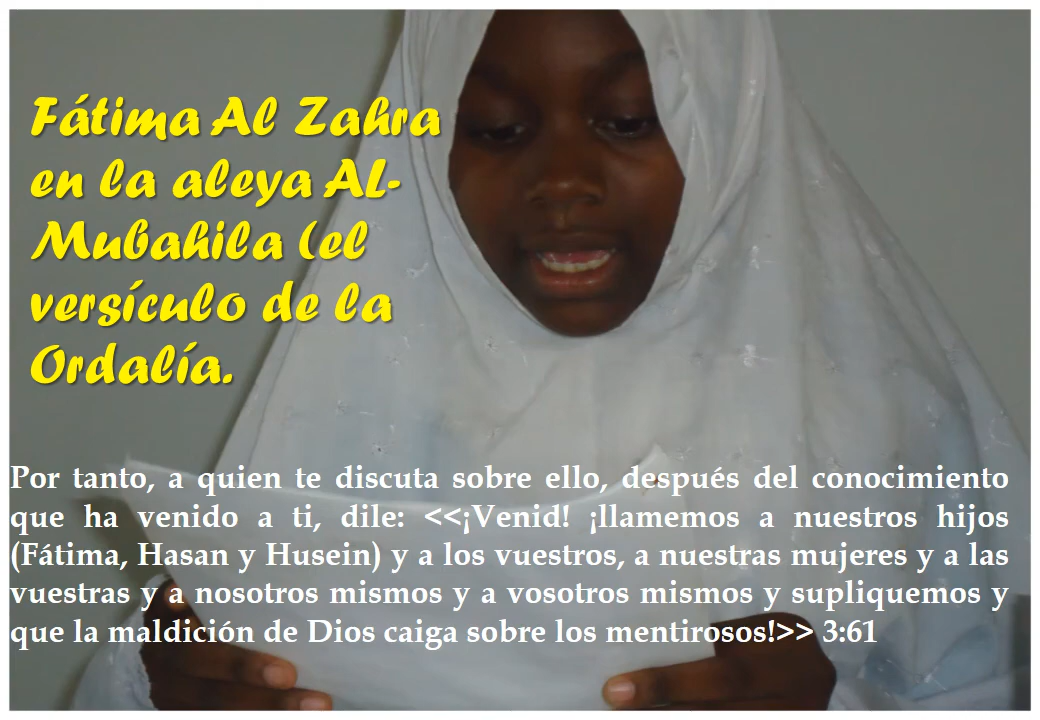 Fátima Al Zahra
en la aleya AL-
Mubahila (el
versículo de la
Ordalía.
Por tanto, a quien te discuta sobre ello, después del conocimiento
que ha venido a ti, dile: <<¡Venid! ¡llamemos a nuestros hijos
(Fátima, Hasan y Husein) y a los vuestros, a nuestras mujeres y a las
vuestras y a nosotros mismos y a vosotros mismos y supliquemos y
que la maldición de Dios caiga sobre los mentirosos!>> 3:61